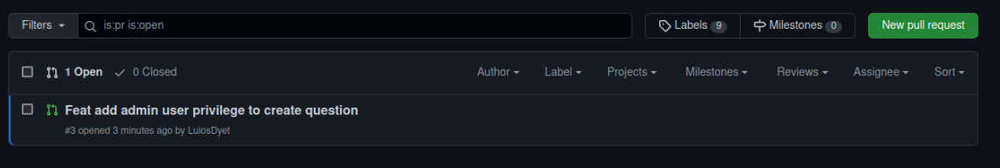 Filters is:pr is:open Labels 9 Milestones 0 New pull request
1 Open 0 Closed Author Label Projects Milestones Reviews Assignee Sort
Feat add admin user privilege to create question
#3 opened 3 minutes ago by LuiosDyet